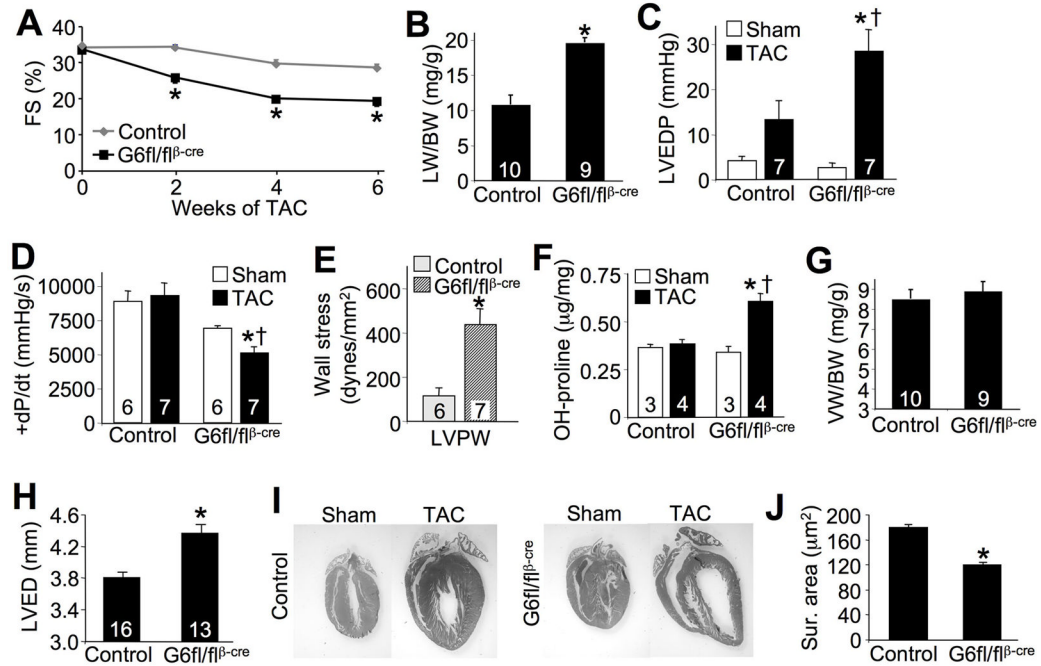 A
FS (%)
40
30
20
10
0
* * *
Control
G6fl/flβ-cre
0 2 4 6
Weeks of TAC
B
LW/BW (mg/g)
20
15
10
5
0
*
10 9
Control G6fl/flβ-cre
C
LVEDP (mmHg)
Sham
TAC
30
20
10
0
*†
7 7
Control G6fl/flβ-cre
D
+dP/dt (mmHg/s)
Sham
TAC
10000
7500
5000
2500
0
*†
6 7 6 7
Control G6fl/flβ-cre
E
Wall stress
(dynes/mm2)
Control
G6fl/flβ-cre
600
400
200
0
*
6 7
LVPW
F
OH-proline (μg/mg)
Sham
TAC
0.75
0.50
0.25
0
*†
3 4 3 4
Control G6fl/flβ-cre
G
VW/BW (mg/g)
9
8
7
6
5
4
3
10 9
Control G6fl/flβ-cre
H
LVED (mm)
4.6
4.2
3.8
3.4
3.0
*
16 13
Control G6fl/flβ-cre
I
Sham TAC
Control
Sham TAC
G6fl/flβ-cre
J
Sur. area (μm2)
200
160
120
80
40
0
*
Control G6fl/flβ-cre